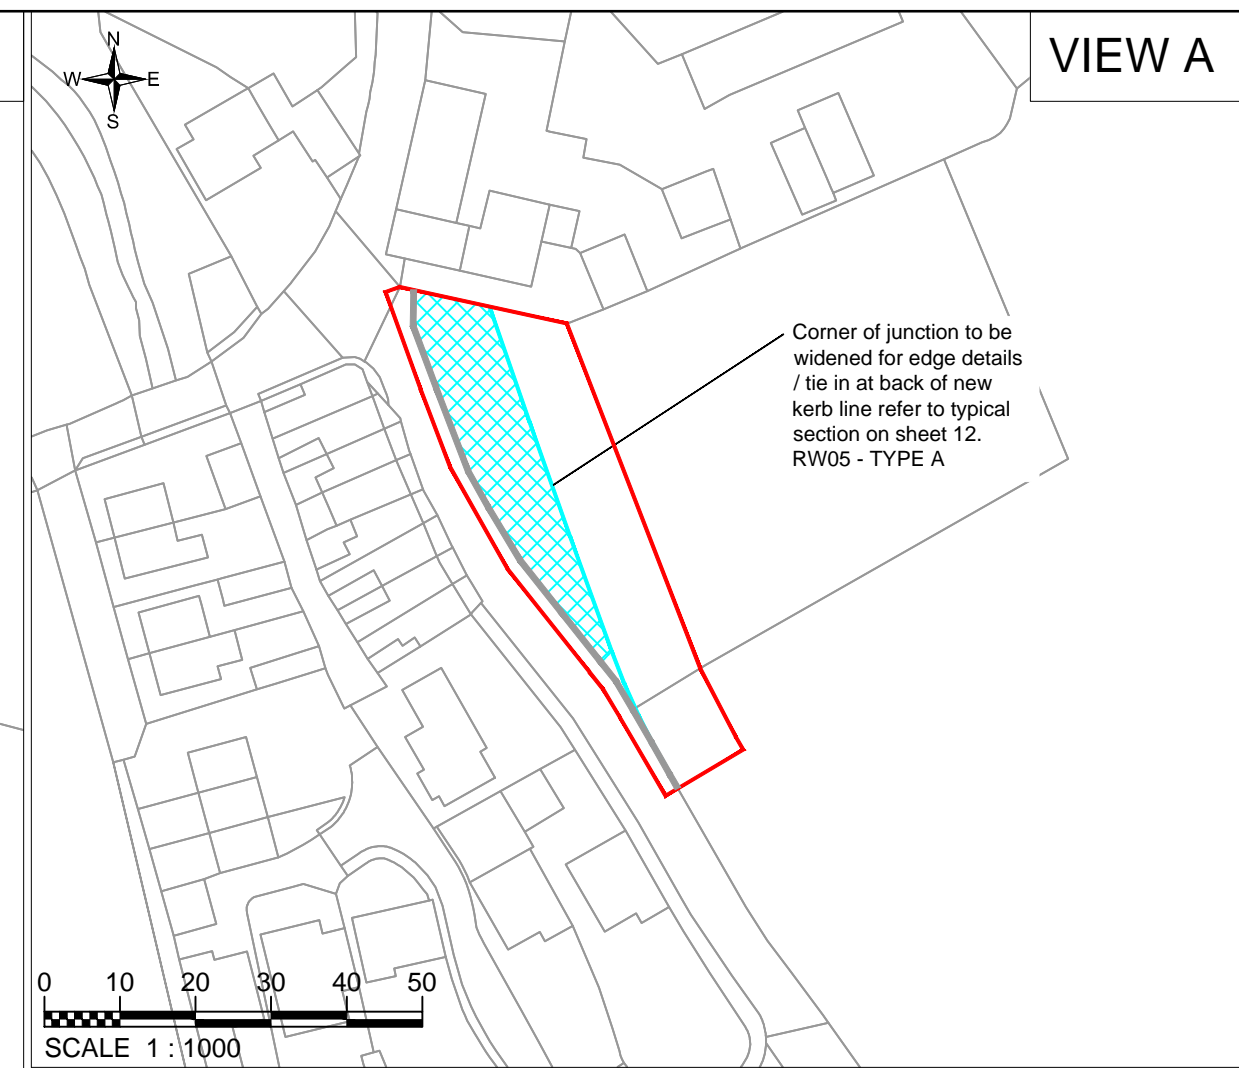 VIEW A
N
W E
S
Corner of junction to be
widened for edge details
/ tie in at back of new
kerb line refer to typical
section on sheet 12.
RW05 - TYPE A
0 10 20 30 40 50
SCALE 1 : 1000